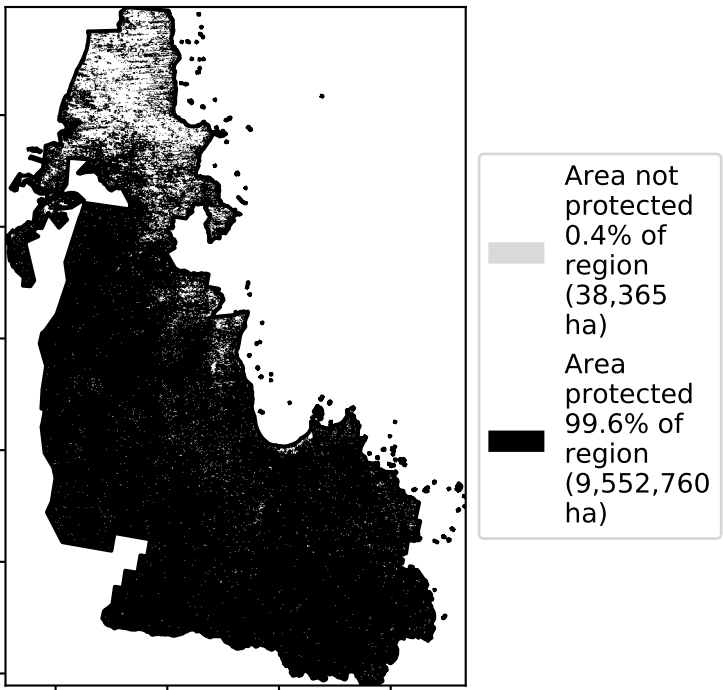 Area not
protected
0.4% of
region
(38,365
ha)
Area
protected
99.6% of
region
(9,552,760
ha)